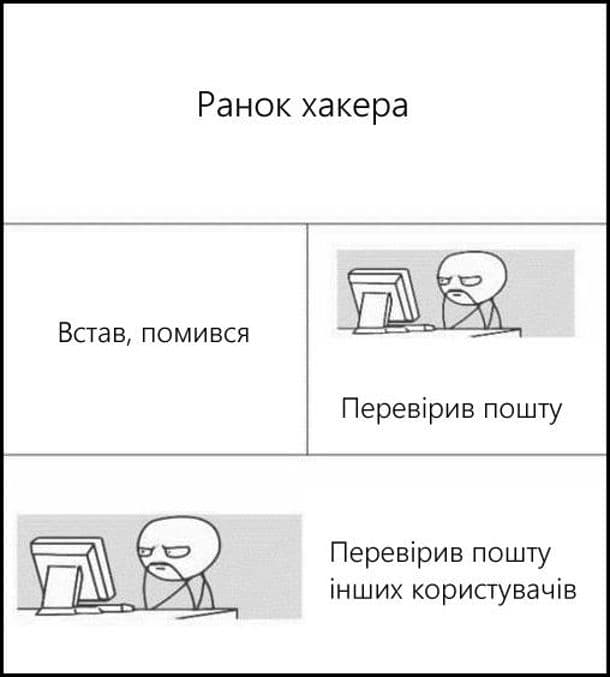 Ранок хакера
Встав, помився
Перевірив пошту
Перевірив пошту
інших користувачів